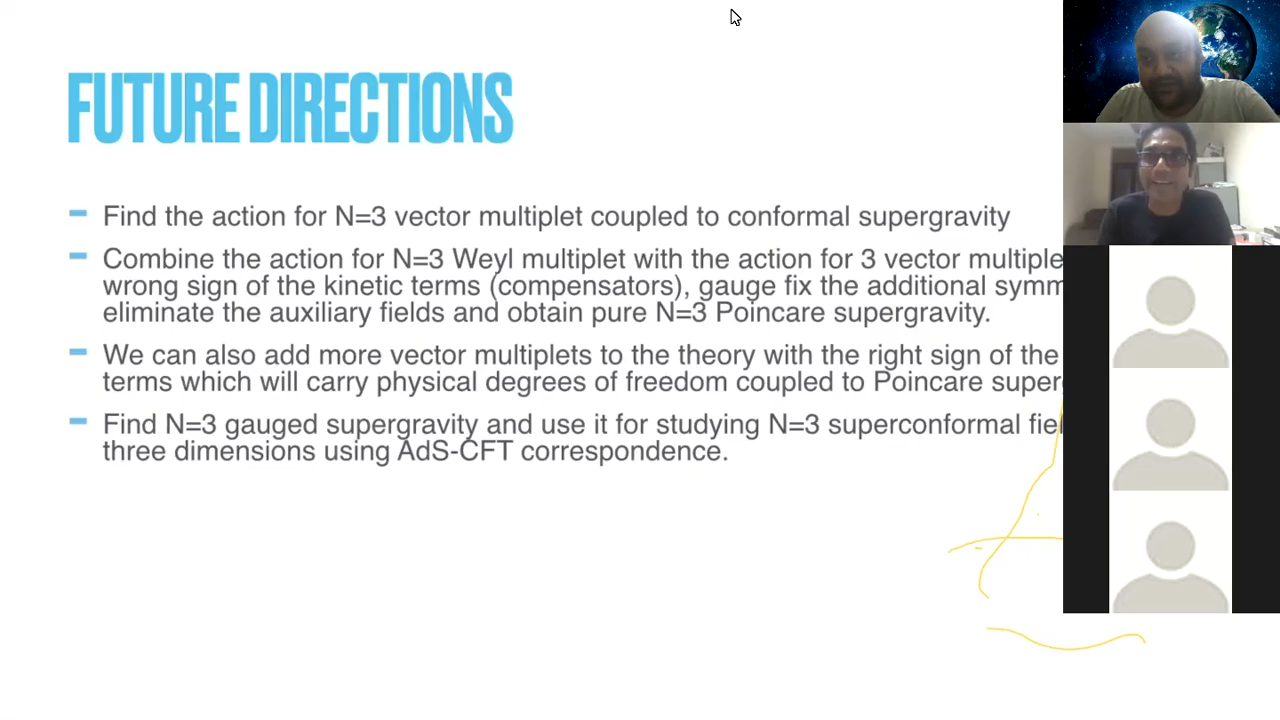 FUTURE DIRECTIONS
Find the action for N=3 vector multiplet coupled to conformal supergravity
Combine the action for N=3 Weyl multiplet with the action for 3 vector
wrong sign of the kinetic terms (compensators), gauge fix the additional
eliminate the auxiliary fields and obtain pure N=3 Poincare supergravity.
We can also add more vector multiplets to the theory with the right sign of the
terms which will carry physical degrees of freedom coupled to Poincare
Find N=3 gauged supergravity and use it for studying N=3 superconformal
three dimensions using AdS-CFT correspondence.